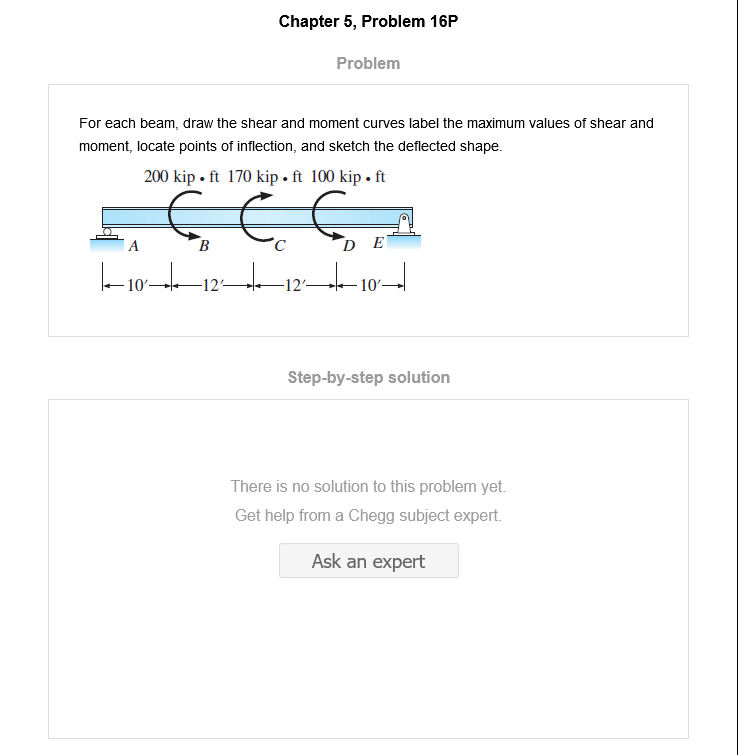 Chapter 5, Problem 16P
Problem
For each beam, draw the shear and moment curves label the maximum values of shear and
moment, locate points of inflection, and sketch the deflected shape.
200 kip • ft 170 kip • ft 100 kip • ft
A B C D E
10′ 12′ 12′ 10′
Step-by-step solution
There is no solution to this problem yet.
Get help from a Chegg subject expert.
Ask an expert